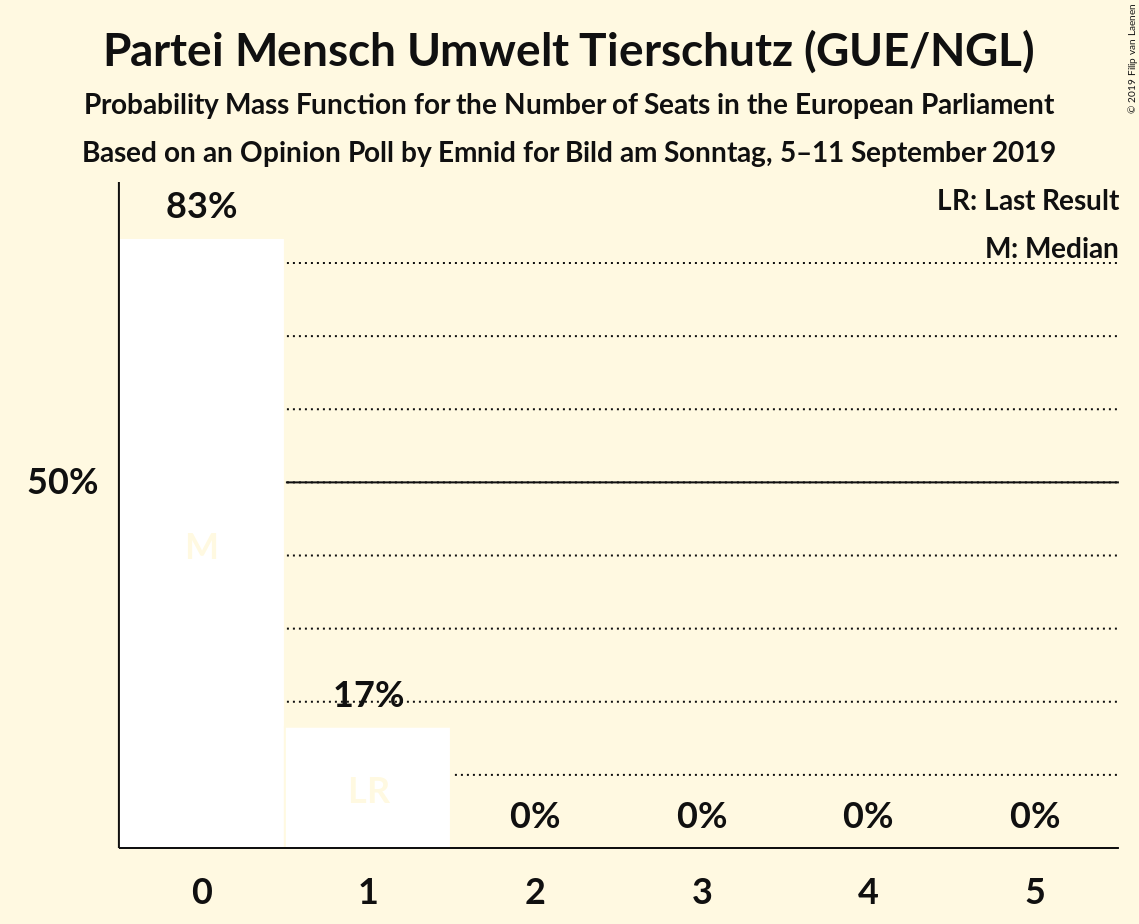 Partei Mensch Umwelt Tierschutz (GUE/NGL)
Probability Mass Function for the Number of Seats in the European Parliament
Based on an Opinion Poll by Emnid for Bild am Sonntag, 5–11 September 2019
© 2019 Filip van Laenen
LR: Last Result
M: Median
83%
50%
M
17%
LR
0% 0% 0% 0%
0 1 2 3 4 5